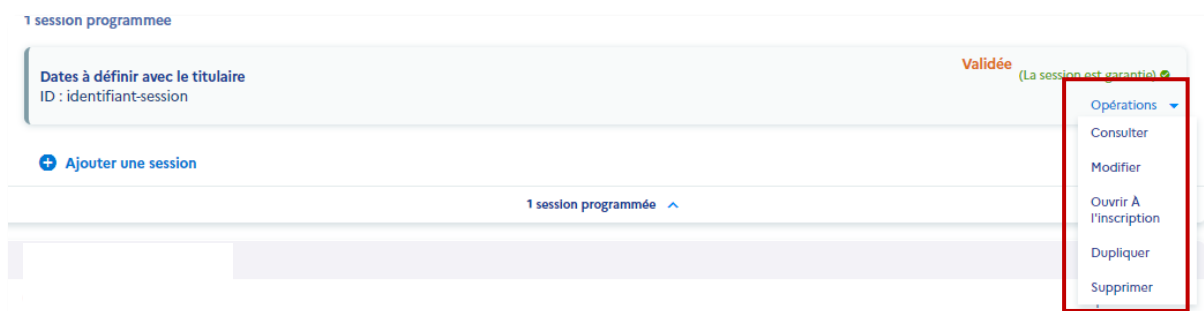 1 session programmée
Dates à définir avec le titulaire
ID : identifiant-session
Validée
(La session est garantie)
Opérations
Consulter
Modifier
Ouvrir À
l'inscription
Dupliquer
Supprimer
Ajouter une session
1 session programmée